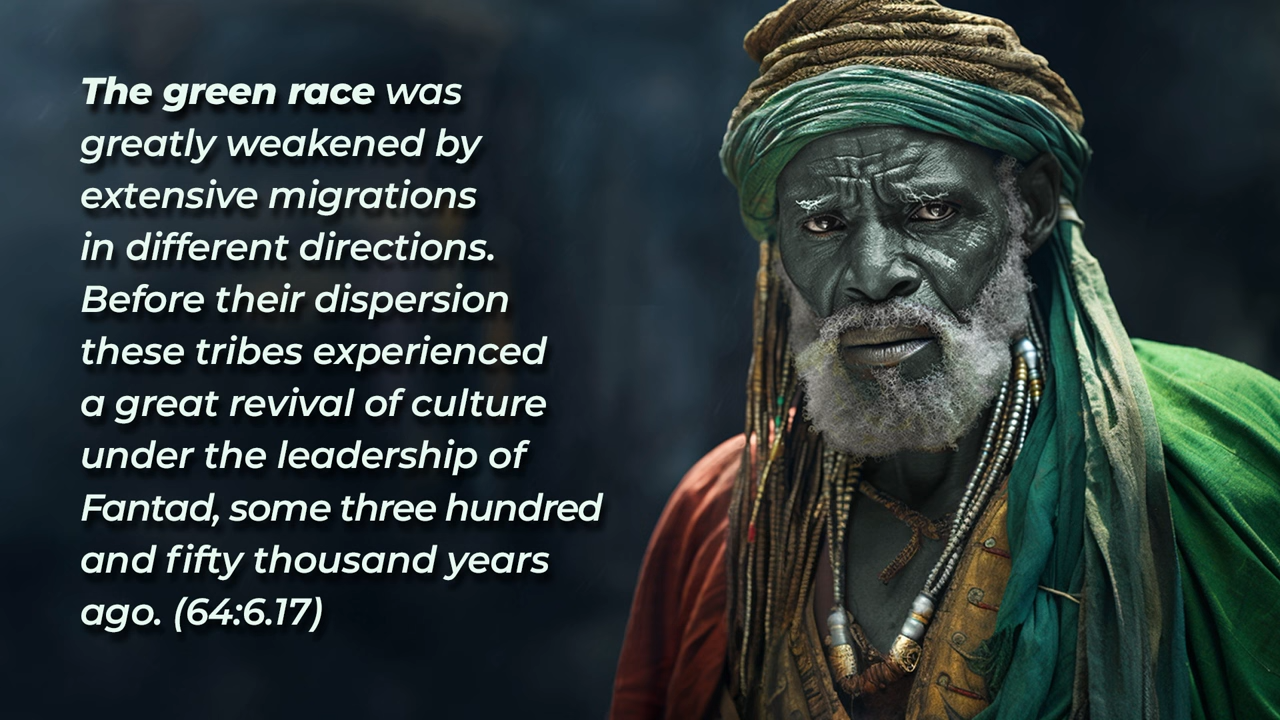 The green race was
greatly weakened by
extensive migrations
in different directions.
Before their dispersion
these tribes experienced
a great revival of culture
under the leadership of
Fantad, some three hundred
and fifty thousand years
ago. (64:6.17)